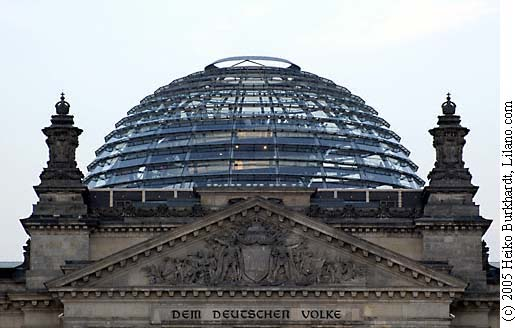 DEM DEUTSCHEN VOLKE
(c) 2005 Heiko Burkhardt, Lilano.com